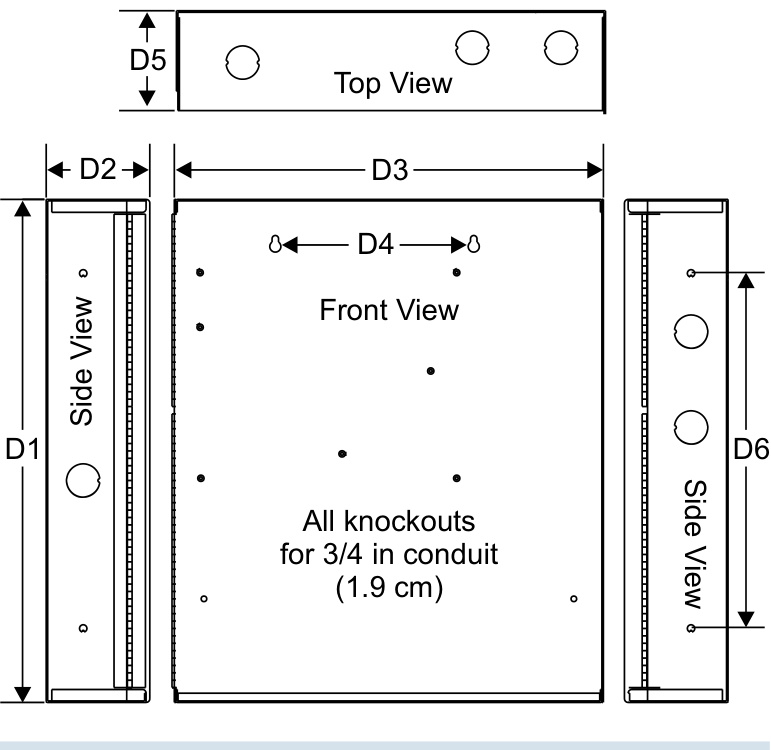 D5
Top View
D2
D3
D4
Front View
Side View
D1
D6
All knockouts
for 3/4 in conduit
(1.9 cm)
Side View